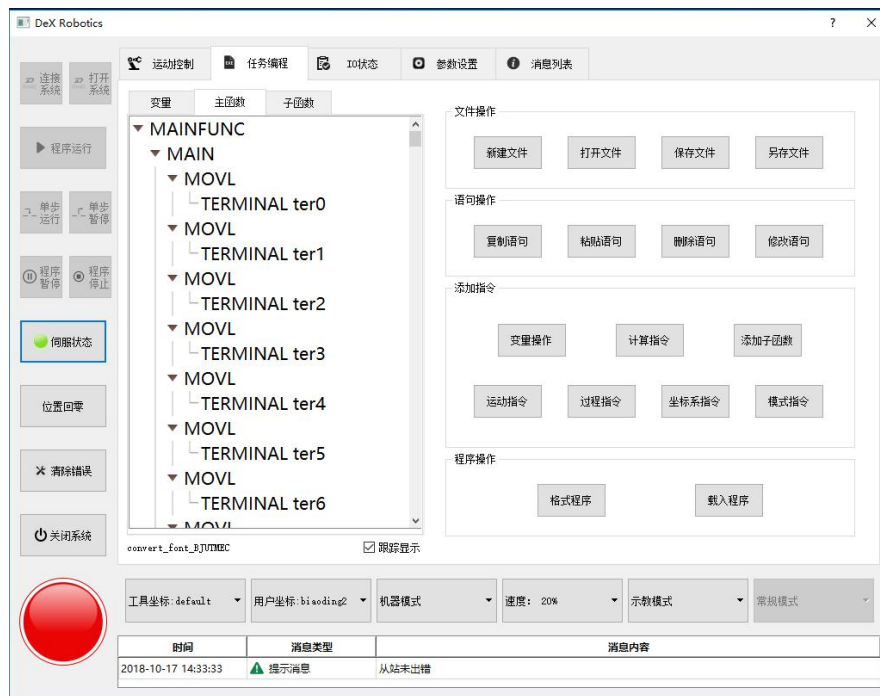 DeX Robotics
运动控制 任务编程 IO状态 参数设置 消息列表
连接系统 打开系统
程序运行
单步运行 单步暂停
程序暂停 程序停止
伺服状态
位置回零
清除错误
关闭系统
变量 主函数 子函数
MAINFUNC
MAIN
MOVL
TERMINAL ter0
MOVL
TERMINAL ter1
MOVL
TERMINAL ter2
MOVL
TERMINAL ter3
MOVL
TERMINAL ter4
MOVL
TERMINAL ter5
MOVL
TERMINAL ter6
MOVL
convert_font_BJUTMEC 跟踪显示
文件操作
新建文件 打开文件 保存文件 另存文件
语句操作
复制语句 粘贴语句 删除语句 修改语句
添加指令
变量操作 计算指令 添加子函数
运动指令 过程指令 坐标系指令 模式指令
程序操作
格式程序 载入程序
工具坐标:default 用户坐标:biaoding2 机器模式 速度: 20% 示教模式 常规模式
时间 消息类型 消息内容
2018-10-17 14:33:33 提示消息 从站未出错